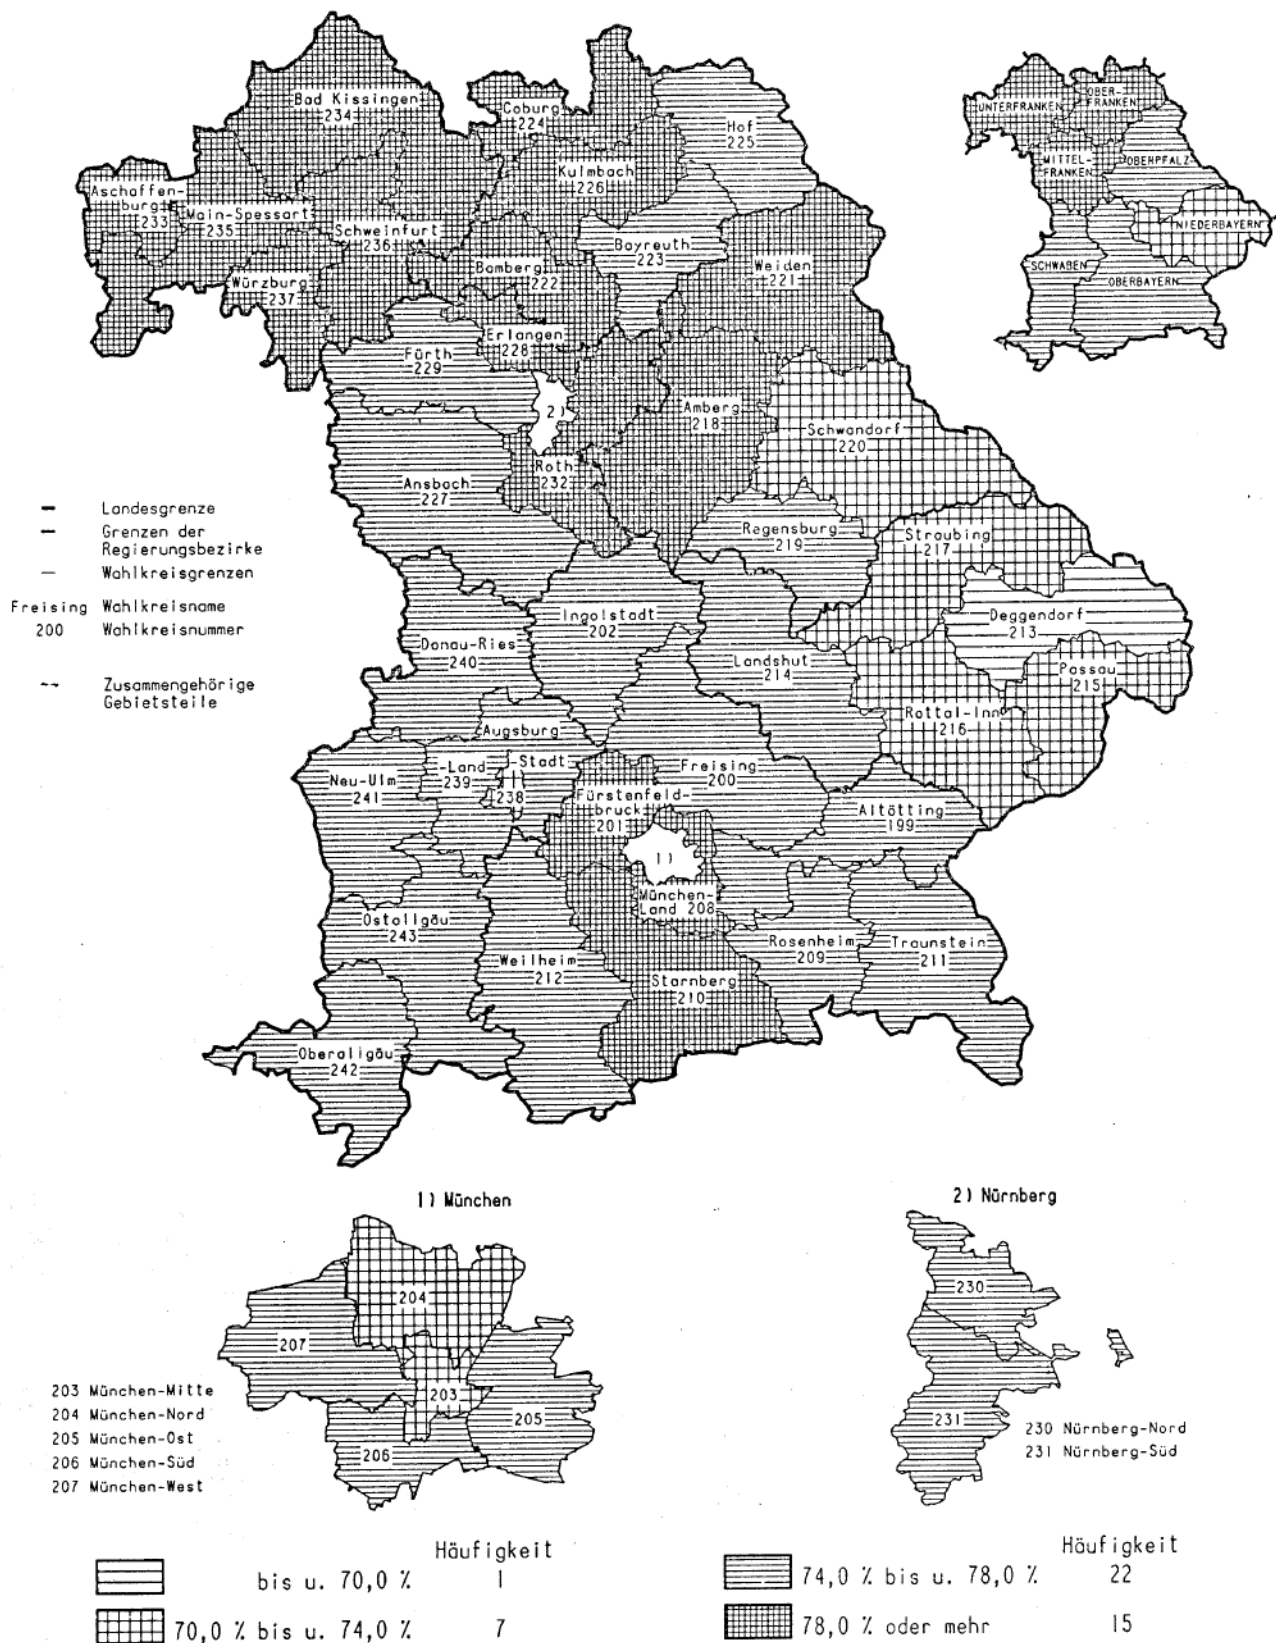 Bad Kissingen
234
Coburg
224
Hof
225
Kulmbach
226
Aschaffen-
burg
233
Main-Spessart
235
Schweinfurt
236
Würzburg
237
Bamberg
222
Bayreuth
223
Weiden
221
Erlangen
228
Fürth
229
2)
Amberg
218
Schwandorf
220
Roth
232
Ansbach
227
Regensburg
219
Straubing
217
Deggendorf
213
Ingolstadt
202
Donau-Ries
240
Landshut
214
Passau
215
Rottal-Inn
216
Augsburg
-Land
239
-Stadt
238
Neu-Ulm
241
Freising
200
Fürstenfeld-
bruck
201
Altötting
199
1)
München-
Land 208
Ostallgäu
243
Weilheim
212
Starnberg
210
Rosenheim
209
Traunstein
211
Oberallgäu
242
UNTERFRANKEN
OBER-
FRANKEN
MITTEL-
FRANKEN
OBERPFALZ
NIEDERBAYERN
SCHWABEN
OBERBAYERN
Landesgrenze
Grenzen der
Regierungsbezirke
Wahlkreisgrenzen
Freising Wahlkreisname
200 Wahlkreisnummer
Zusammengehörige
Gebietsteile
1) München
204
207
203
205
206
203 München-Mitte
204 München-Nord
205 München-Ost
206 München-Süd
207 München-West
2) Nürnberg
230
231
230 Nürnberg-Nord
231 Nürnberg-Süd
Häufigkeit
bis u. 70,0 % 1
70,0 % bis u. 74,0 % 7
Häufigkeit
74,0 % bis u. 78,0 % 22
78,0 % oder mehr 15